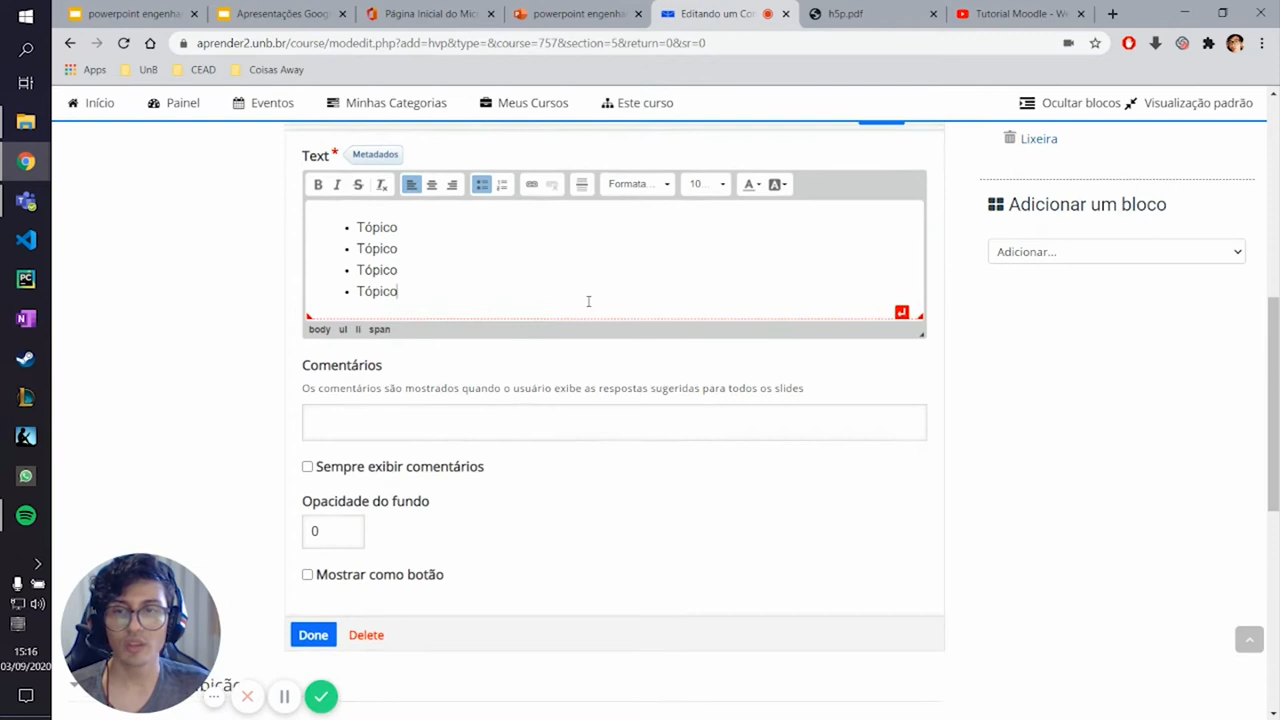 powerpoint engenha
Apresentações Goog
Página Inicial do Mic
powerpoint engenha
Editando um Con
h5p.pdf
Tutorial Moodle - We
aprender2.unb.br/course/modedit.php?add=hvp&type=&course=757&section=5&return=0&sr=0
Apps
UnB
CEAD
Coisas Away
Início
Painel
Eventos
Minhas Categorias
Meus Cursos
Este curso
Ocultar blocos
Visualização padrão
Lixeira
Text*
Metadados
B I S Tx
Formata...
10...
A A
Adicionar um bloco
Adicionar...
• Tópico
• Tópico
• Tópico
• Tópico
body ul li span
Comentários
Os comentários são mostrados quando o usuário exibe as respostas sugeridas para todos os slides
Sempre exibir comentários
Opacidade do fundo
0
Mostrar como botão
Done
Delete
15:16
03/09/2020